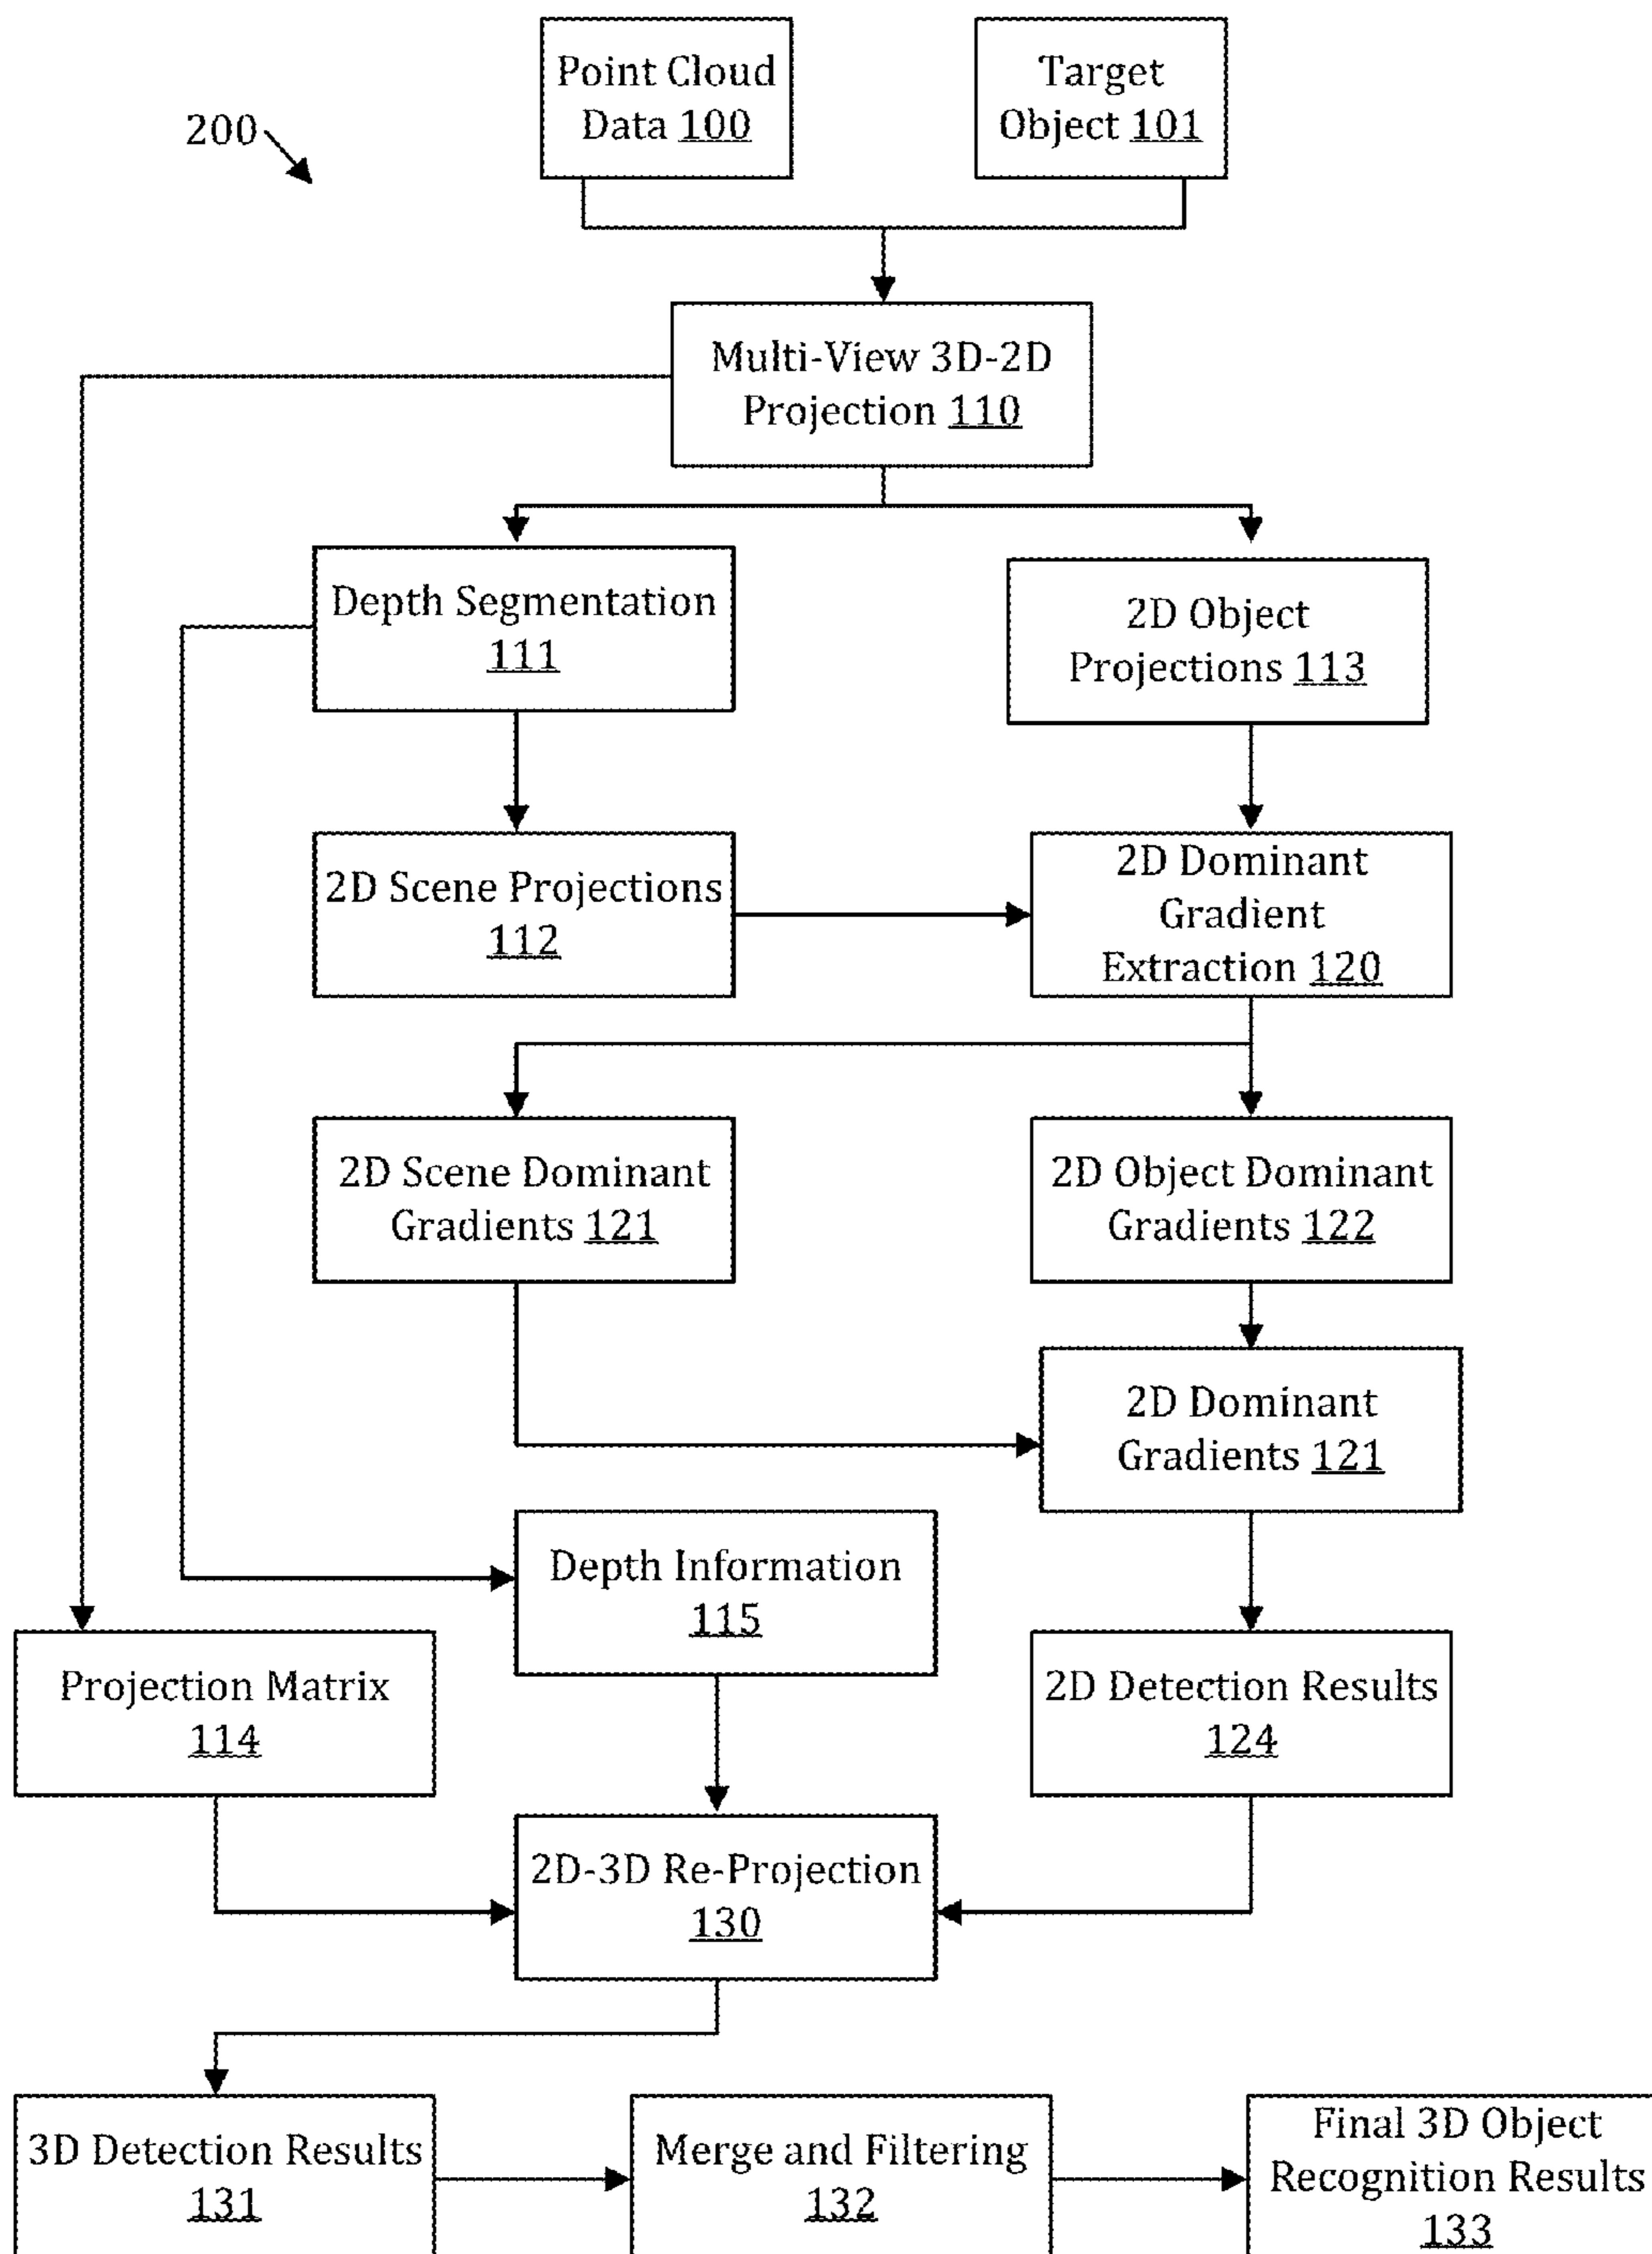 Point Cloud
Data 100
Target
Object 101
200
Multi-View 3D-2D
Projection 110
Depth Segmentation
111
2D Object
Projections 113
2D Scene Projections
112
2D Dominant
Gradient
Extraction 120
2D Scene Dominant
Gradients 121
2D Object Dominant
Gradients 122
2D Dominant
Gradients 121
Depth Information
115
Projection Matrix
114
2D Detection Results
124
2D-3D Re-Projection
130
3D Detection Results
131
Merge and Filtering
132
Final 3D Object
Recognition Results
133